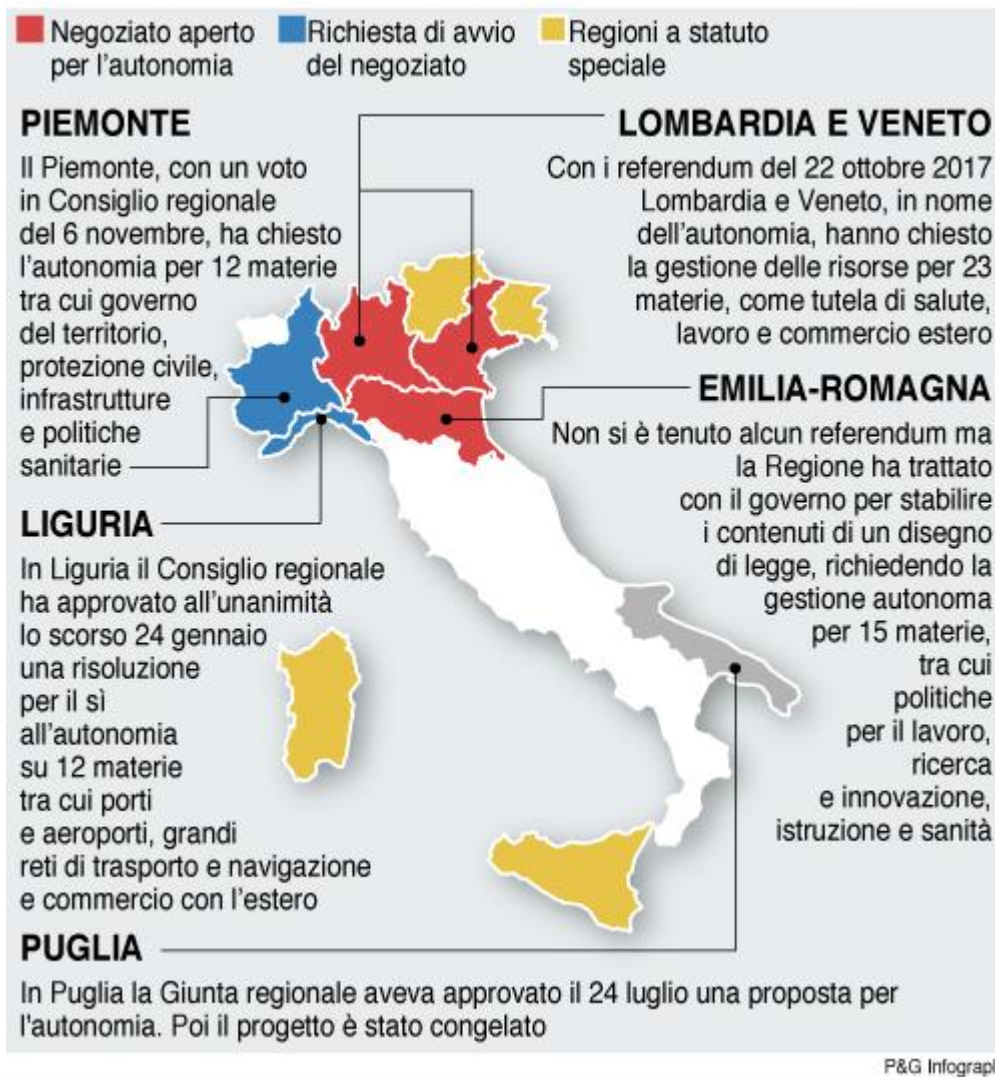 Negoziato aperto
per l'autonomia
Richiesta di avvio
del negoziato
Regioni a statuto
speciale
PIEMONTE
Il Piemonte, con un voto
in Consiglio regionale
del 6 novembre, ha chiesto
l'autonomia per 12 materie
tra cui governo
del territorio,
protezione civile,
infrastrutture
e politiche
sanitarie
LOMBARDIA E VENETO
Con i referendum del 22 ottobre 2017
Lombardia e Veneto, in nome
dell'autonomia, hanno chiesto
la gestione delle risorse per 23
materie, come tutela di salute,
lavoro e commercio estero
EMILIA-ROMAGNA
Non si è tenuto alcun referendum ma
la Regione ha trattato
con il governo per stabilire
i contenuti di un disegno
di legge, richiedendo la
gestione autonoma
per 15 materie,
tra cui
politiche
per il lavoro,
ricerca
e innovazione,
istruzione e sanità
LIGURIA
In Liguria il Consiglio regionale
ha approvato all'unanimità
lo scorso 24 gennaio
una risoluzione
per il sì
all'autonomia
su 12 materie
tra cui porti
e aeroporti, grandi
reti di trasporto e navigazione
e commercio con l'estero
PUGLIA
In Puglia la Giunta regionale aveva approvato il 24 luglio una proposta per
l'autonomia. Poi il progetto è stato congelato
P&G Infograpl